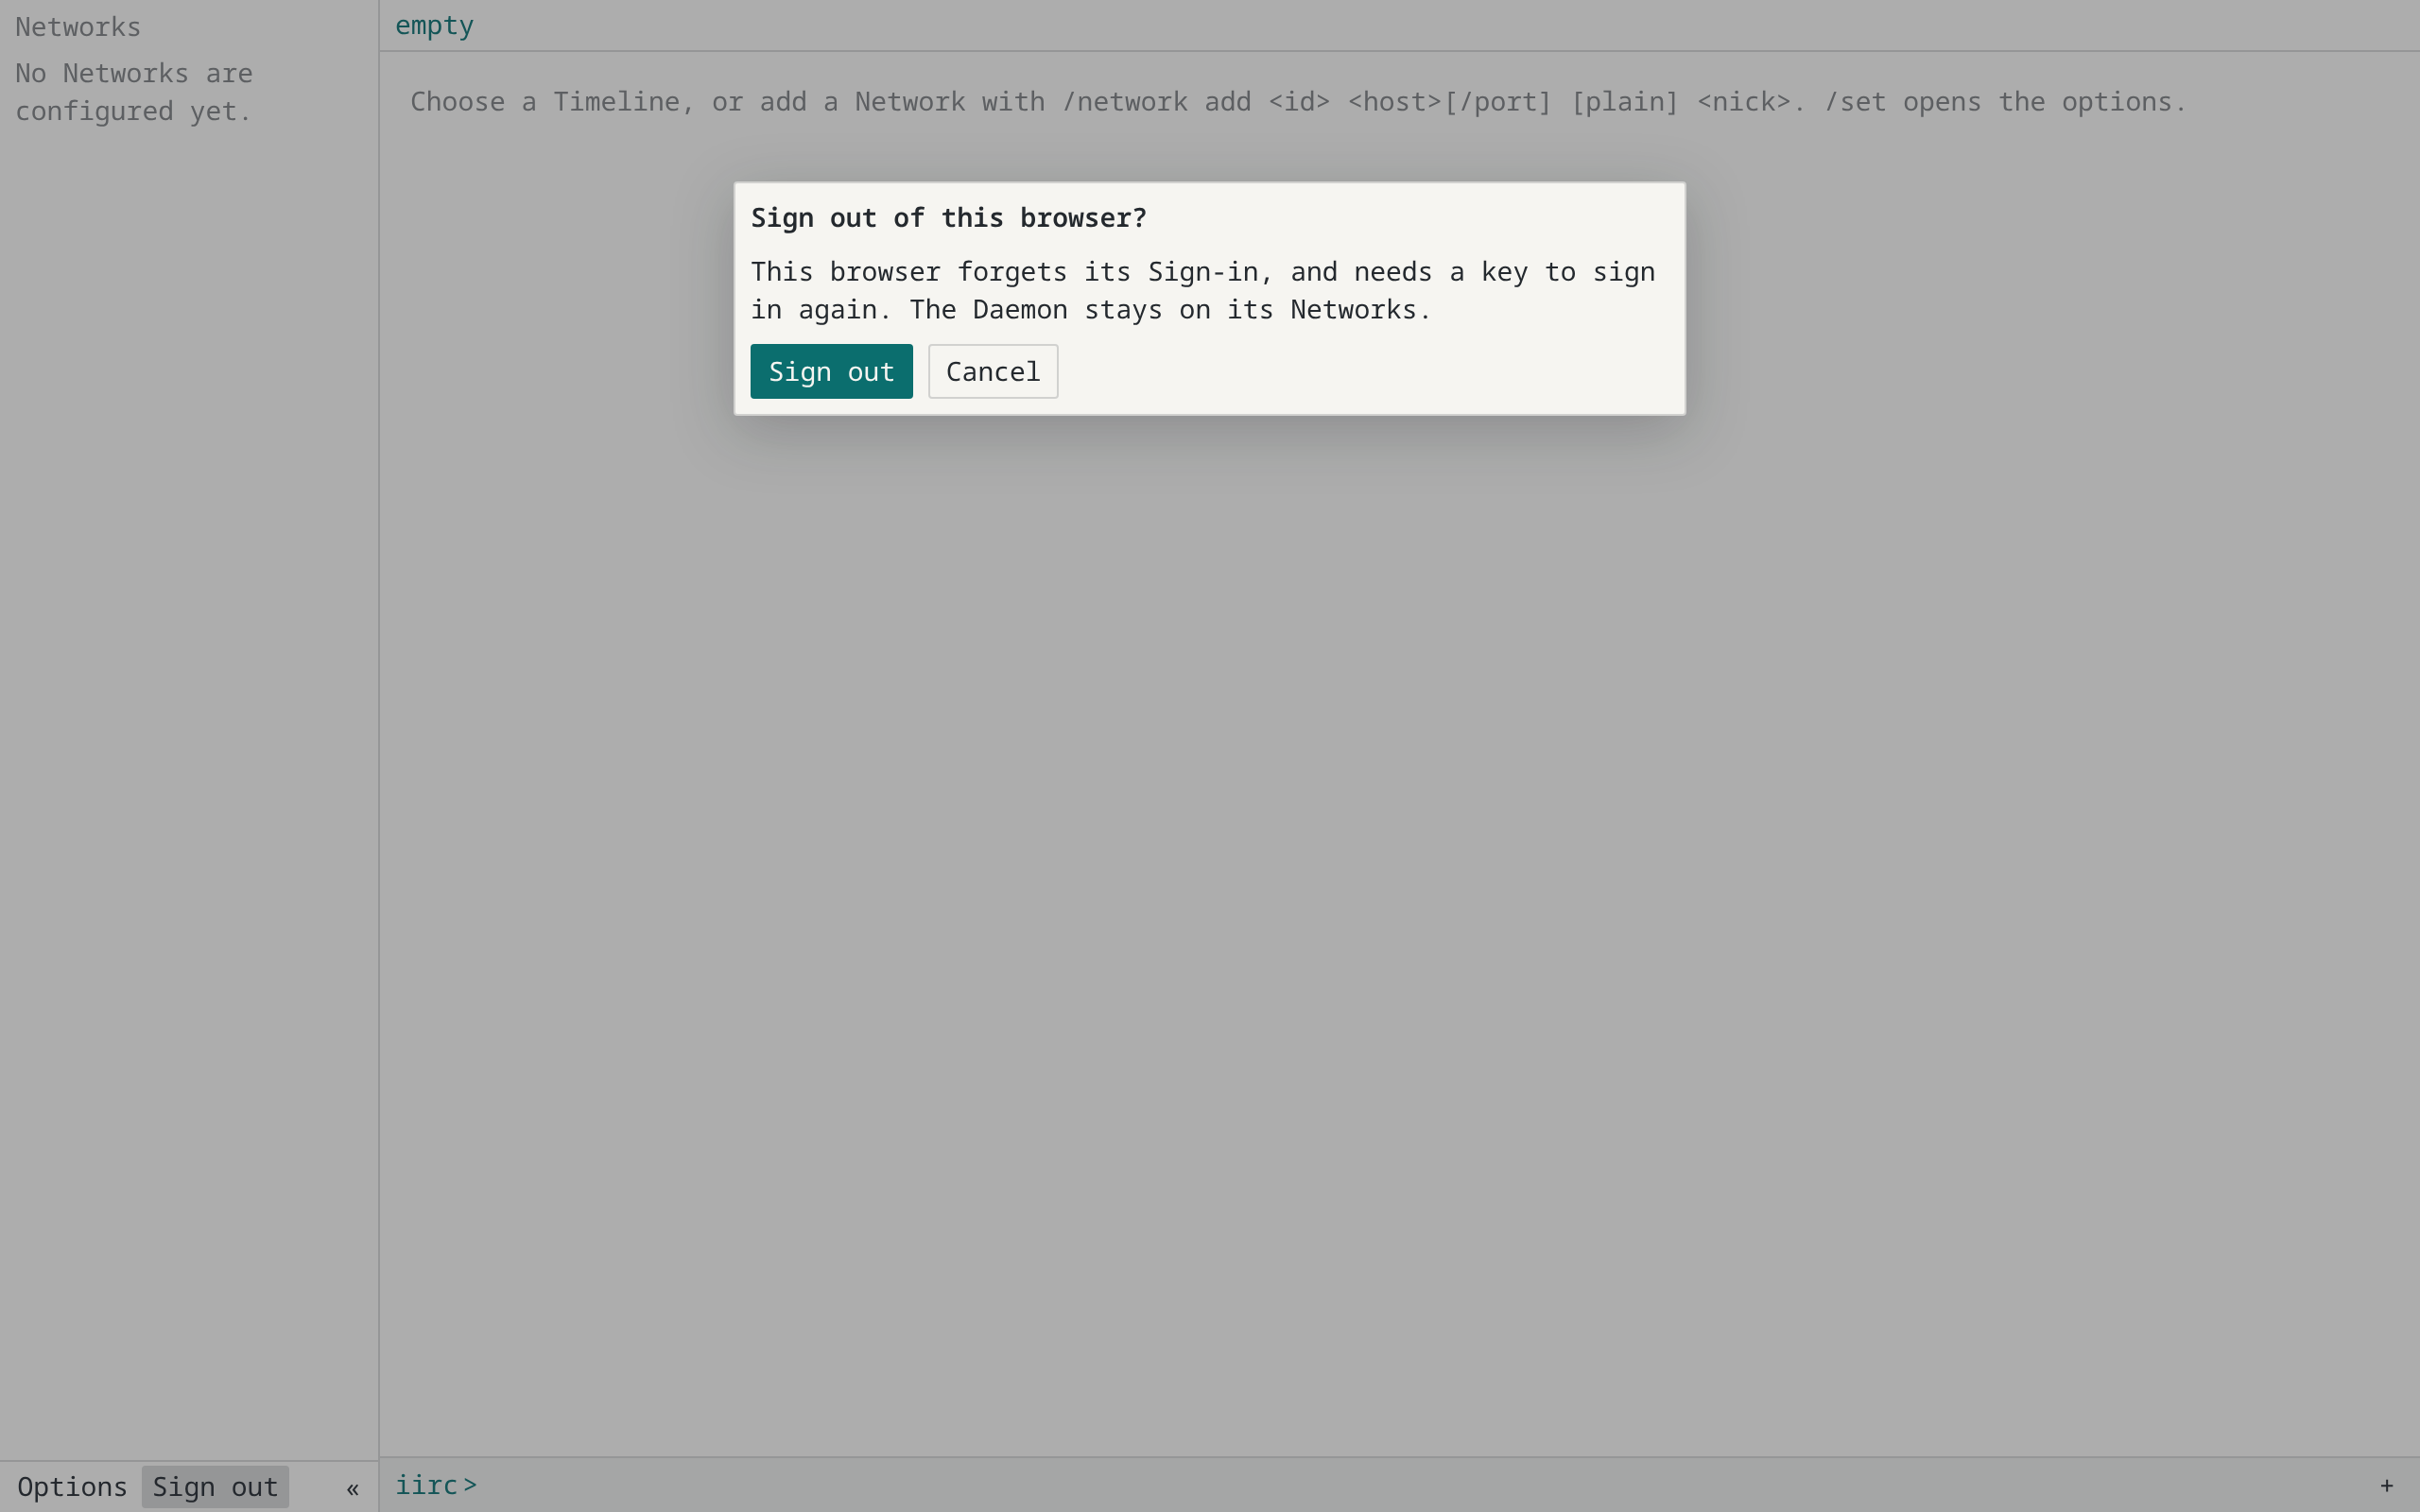 Networks
No Networks are
configured yet.
empty
Choose a Timeline, or add a Network with /network add <id> <host>[/port] [plain] <nick>. /set opens the options.
Sign out of this browser?
This browser forgets its Sign-in, and needs a key to sign
in again. The Daemon stays on its Networks.
Sign out
Cancel
Options
Sign out
«
iirc>
+